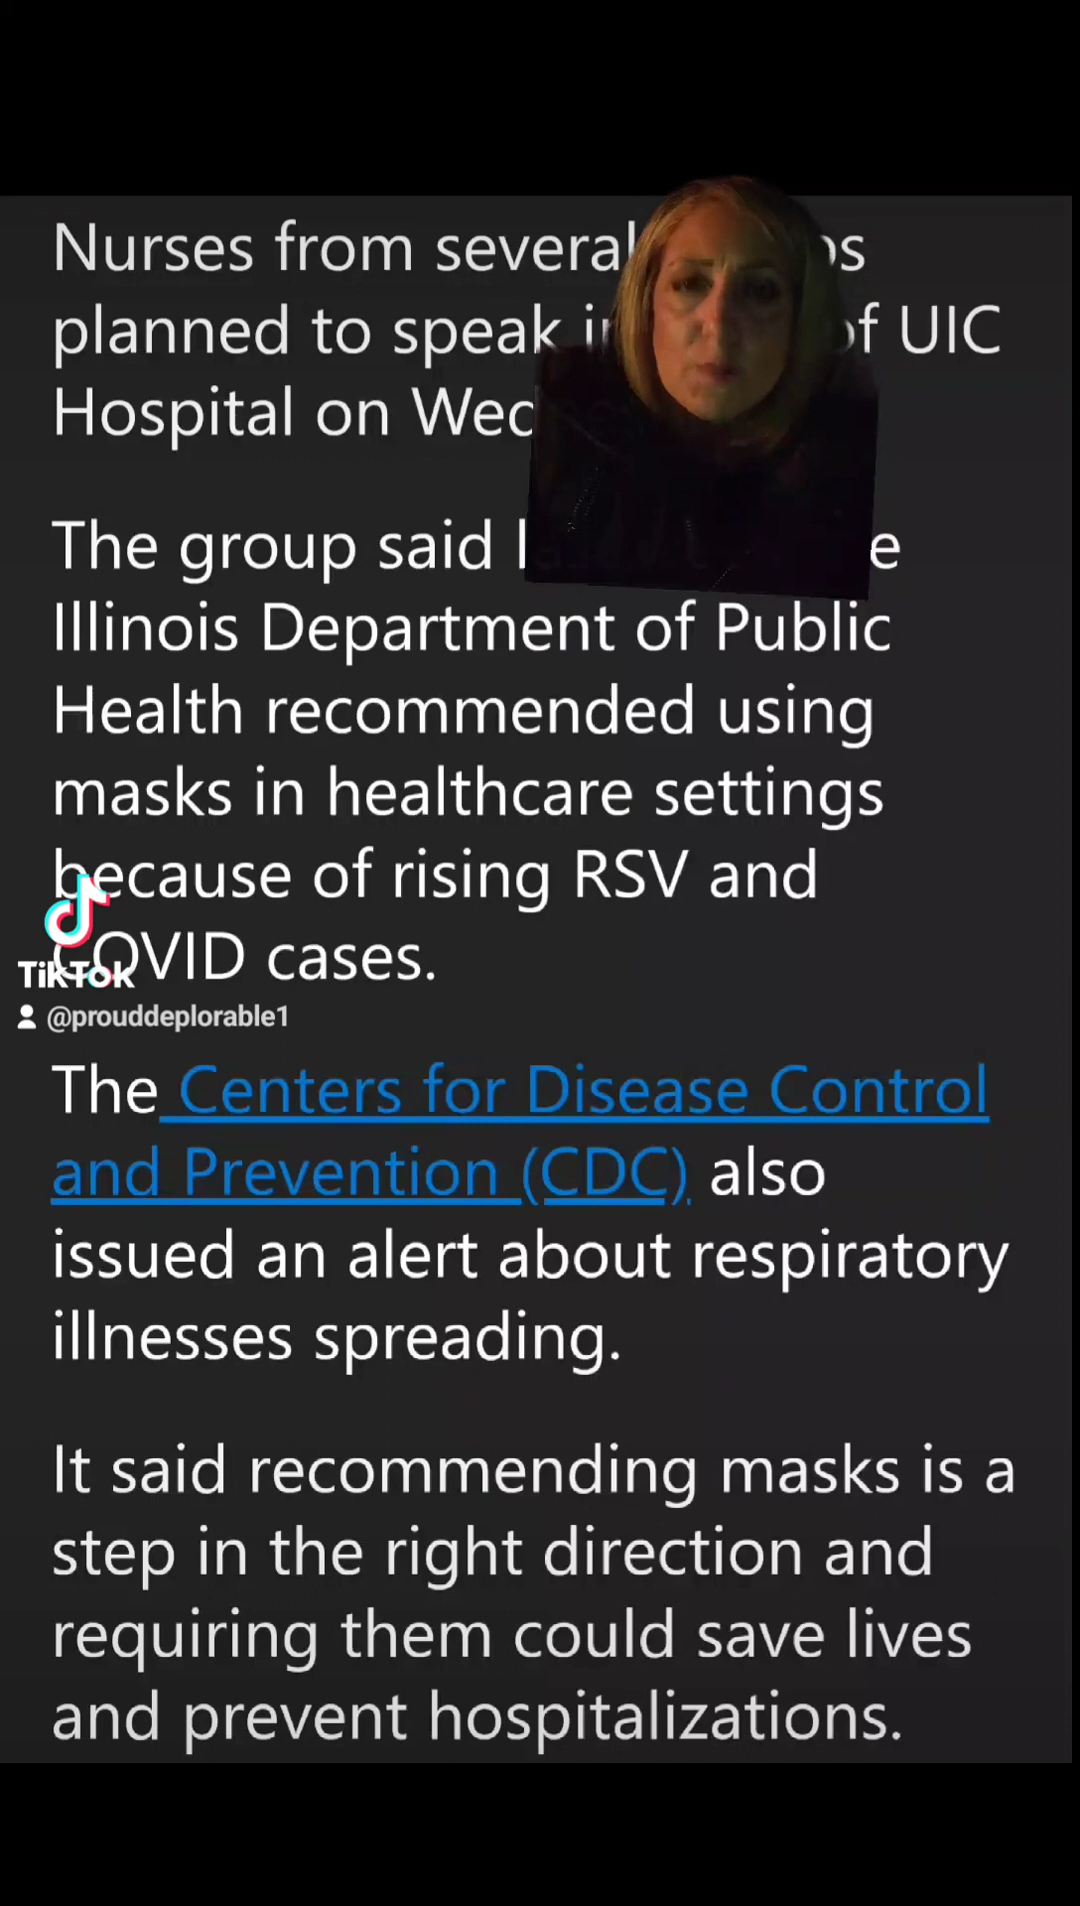 Nurses from several
planned to speak of UIC
Hospital on
The group said
Illinois Department of Public
Health recommended using
masks in healthcare settings
because of rising RSV and
COVID cases.
TikTok
@prouddeplorable1
The Centers for Disease Control
and Prevention (CDC) also
issued an alert about respiratory
illnesses spreading.
It said recommending masks is a
step in the right direction and
requiring them could save lives
and prevent hospitalizations.